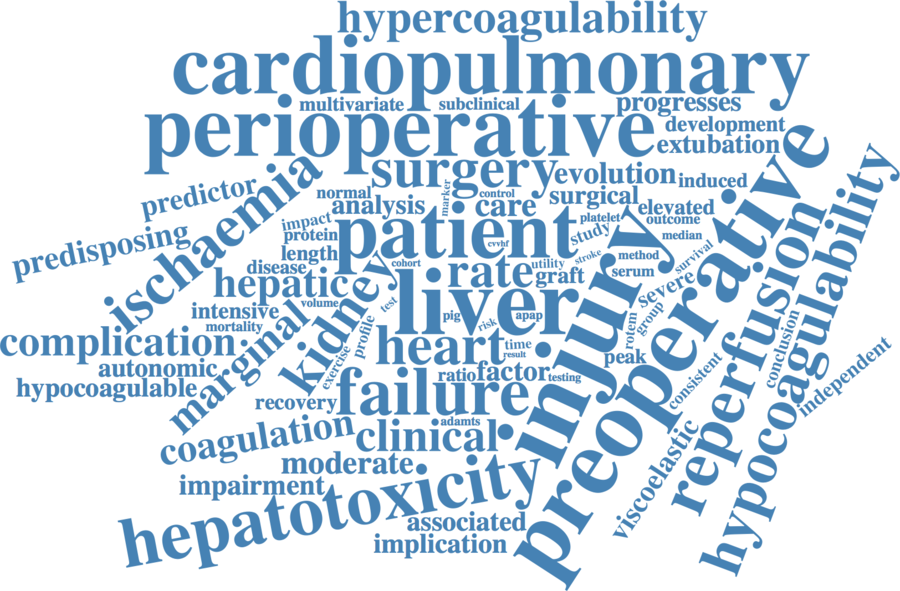 hypercoagulability
cardiopulmonary
multivariate
subclinical
progresses
perioperative
development
extubation
surgery
evolution
induced
predictor
ischaemia
normal
marker
control
surgical
analysis
care
elevated
predisposing
impact
protein
patient
platelet
outcome
study
median
length
cvvhf
stroke
method
survival
disease
cohort
rate
utility
graft
serum
hepatic
kidney
liver
injury
severe
preoperative
reperfusion
hypocoagulability
intensive
volume
test
mortality
marginal
pig
risk
apap
rotem
group
complication
profile
exercise
heart
time
result
peak
conclusion
autonomic
ratio
factor
testing
consistent
independent
hypocoagulable
recovery
failure
coagulation
adamts
clinical
viscoelastic
moderate
impairment
hepatotoxicity
associated
implication